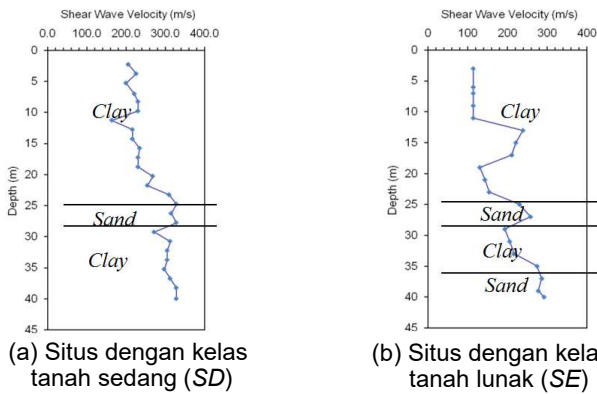 Shear Wave Velocity (m/s)
0.0 100.0 200.0 300.0 400.0
0
5
10
15
20
25
30
35
40
45
Depth (m)
Clay
Sand
Clay
(a) Situs dengan kelas
tanah sedang (SD)
Shear Wave Velocity (m/s)
0 100 200 300 400
0
5
10
15
20
25
30
35
40
45
Depth (m)
Clay
Sand
Clay
Sand
(b) Situs dengan kela
tanah lunak (SE)